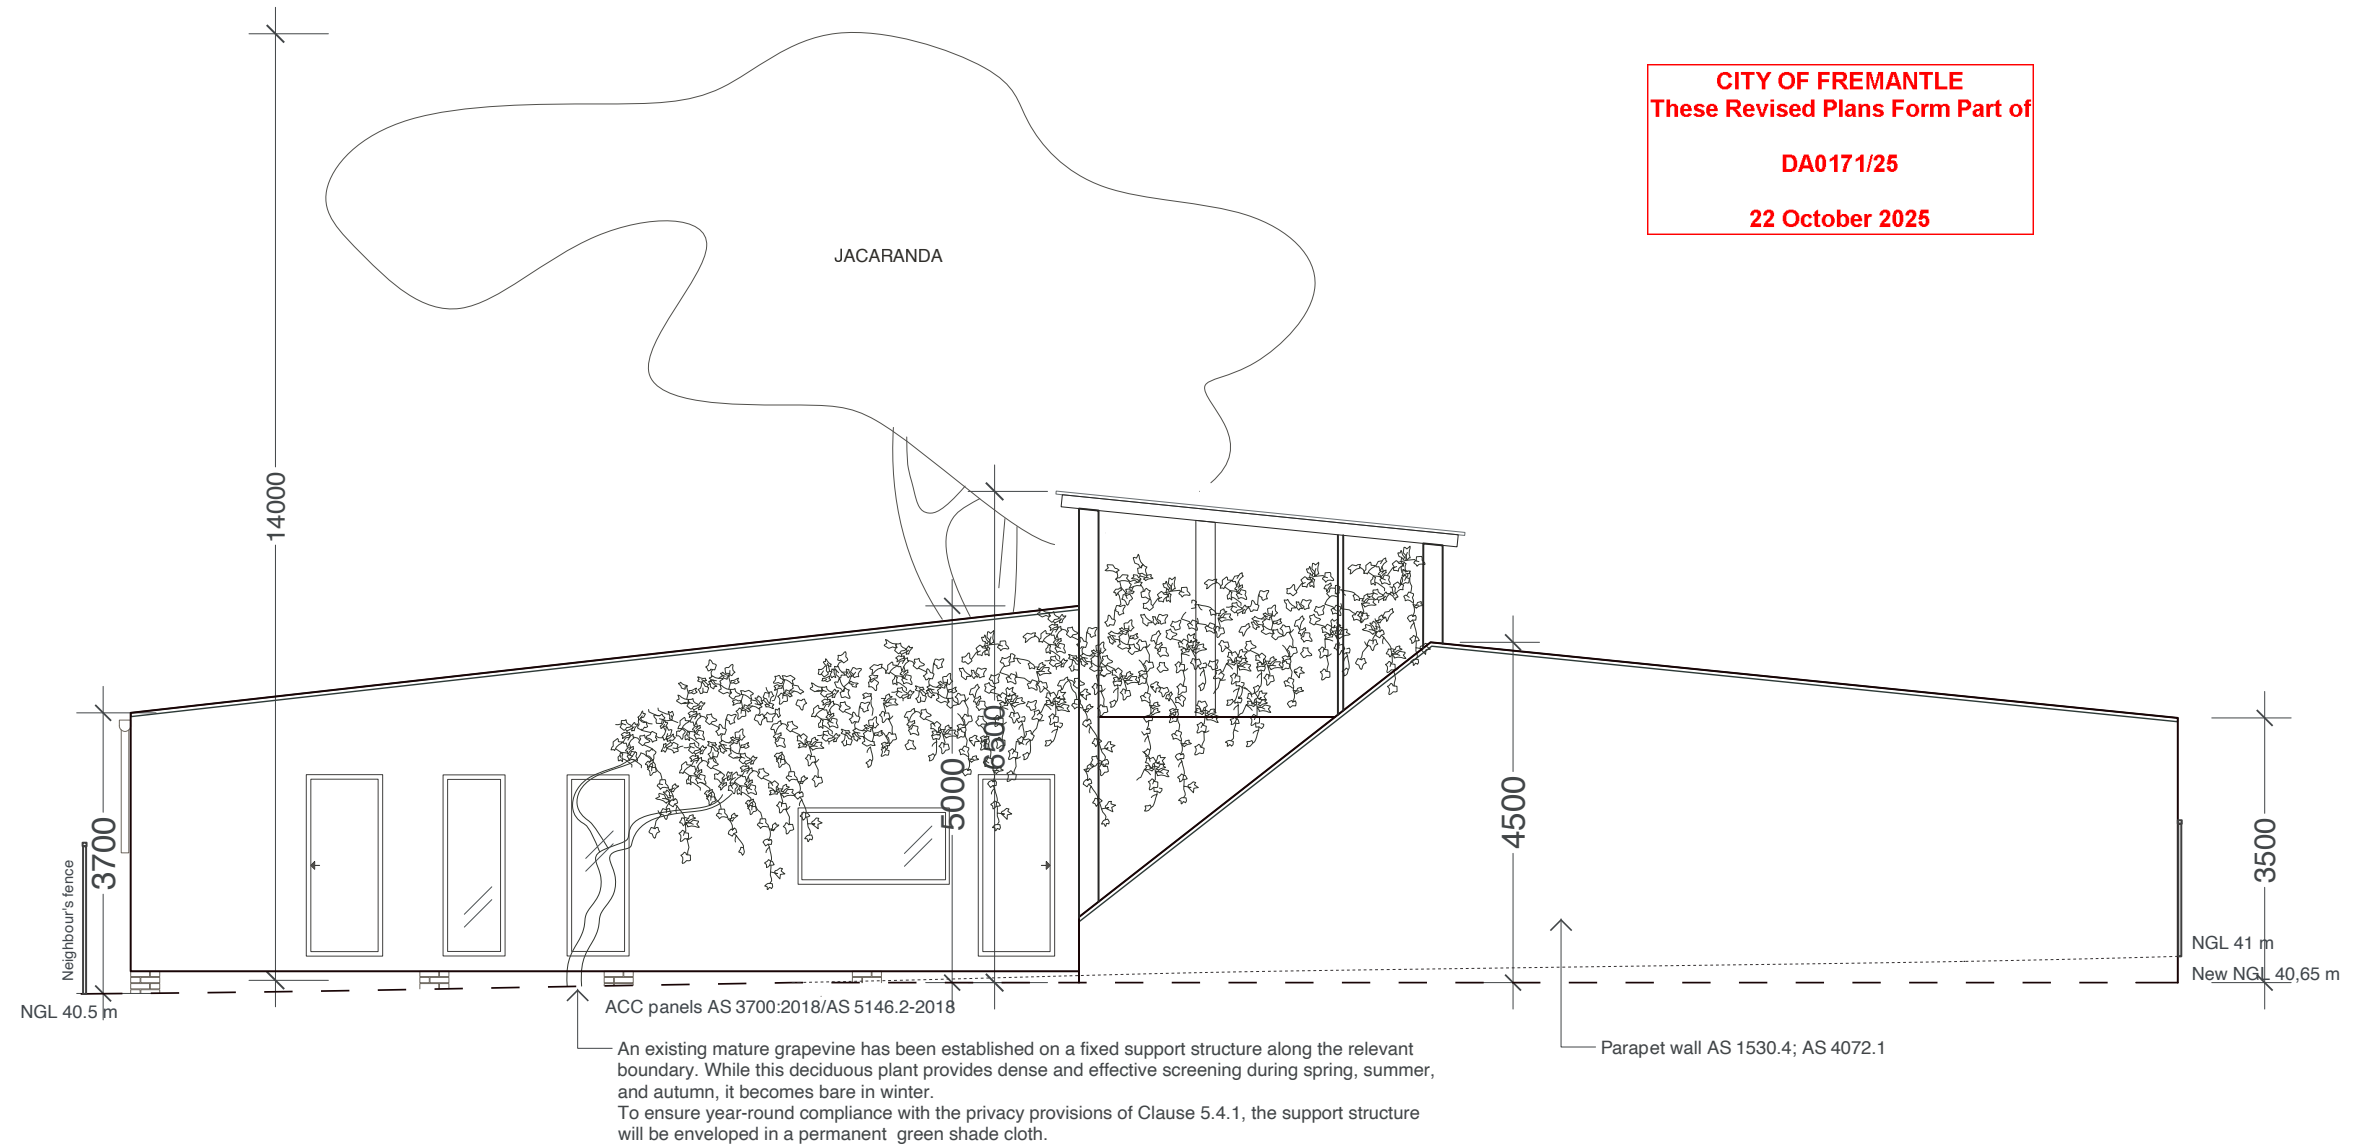 CITY OF FREMANTLE
These Revised Plans Form Part of
DA0171/25
22 October 2025
JACARANDA
14000
6500
5000
4500
3700
3500
Neighbour's fence
NGL 41 m
New NGL 40,65 m
NGL 40.5 m
ACC panels AS 3700:2018/AS 5146.2-2018
An existing mature grapevine has been established on a fixed support structure along the relevant
boundary. While this deciduous plant provides dense and effective screening during spring, summer,
and autumn, it becomes bare in winter.
To ensure year-round compliance with the privacy provisions of Clause 5.4.1, the support structure
will be enveloped in a permanent green shade cloth.
Parapet wall AS 1530.4; AS 4072.1